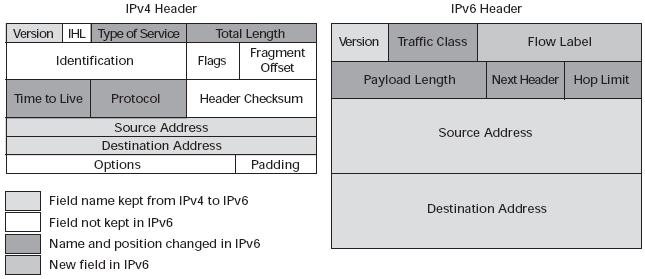 IPv4 Header
IPv6 Header
Version IHL Type of Service Total Length
Identification Flags Fragment
Offset
Time to Live Protocol Header Checksum
Source Address
Destination Address
Options Padding
Version Traffic Class Flow Label
Payload Length Next Header Hop Limit
Source Address
Destination Address
Field name kept from IPv4 to IPv6
Field not kept in IPv6
Name and position changed in IPv6
New field in IPv6